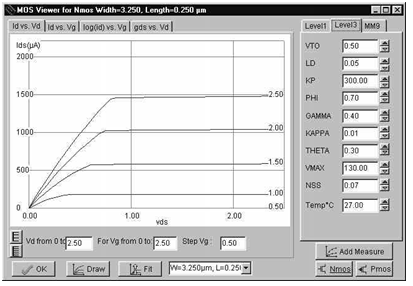 MOS Viewer for Nmos Width=3.250, Length=0.250 µm
Id vs. Vd Id vs. Vg log(id) vs. Vg gds vs. Vd
Level1 Level3 MM9
Ids(µA)
2000
1500
1000
500
0
2.50
2.00
1.50
1.00
0.50
0.00 1.00 2.00
vds
VTO 0.50
LD 0.05
KP 300.00
PHI 0.70
GAMMA 0.40
KAPPA 0.01
THETA 0.30
VMAX 130.00
NSS 0.07
Temp°C 27.00
Vd from 0 to 2.50 For Vg from 0 to: 2.50 Step Vg : 0.50
Add Measure
OK Draw Fit W=3.250µm, L=0.25 Nmos Pmos